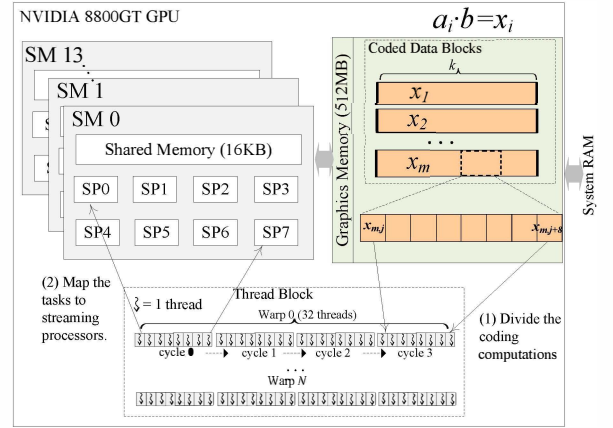 NVIDIA 8800GT GPU
aᵢ·b=xᵢ
SM 13
SM 1
SM 0
Shared Memory (16KB)
SP0 SP1 SP2 SP3
SP4 SP5 SP6 SP7
Graphics Memory (512MB)
Coded Data Blocks
k
x₁
x₂
...
xₘ
xₘ,ⱼ xₘ,ⱼ₊₈
System RAM
(2) Map the
tasks to
streaming
processors.
= 1 thread
Thread Block
Warp 0 (32 threads)
cycle 0 cycle 1 cycle 2 cycle 3
...
Warp N
(1) Divide the
coding
computations